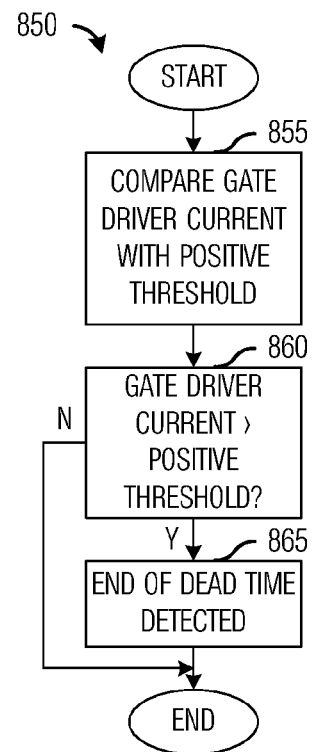 850
START
855
COMPARE GATE
DRIVER CURRENT
WITH POSITIVE
THRESHOLD
860
GATE DRIVER
CURRENT >
POSITIVE
THRESHOLD?
N
Y
865
END OF DEAD TIME
DETECTED
END